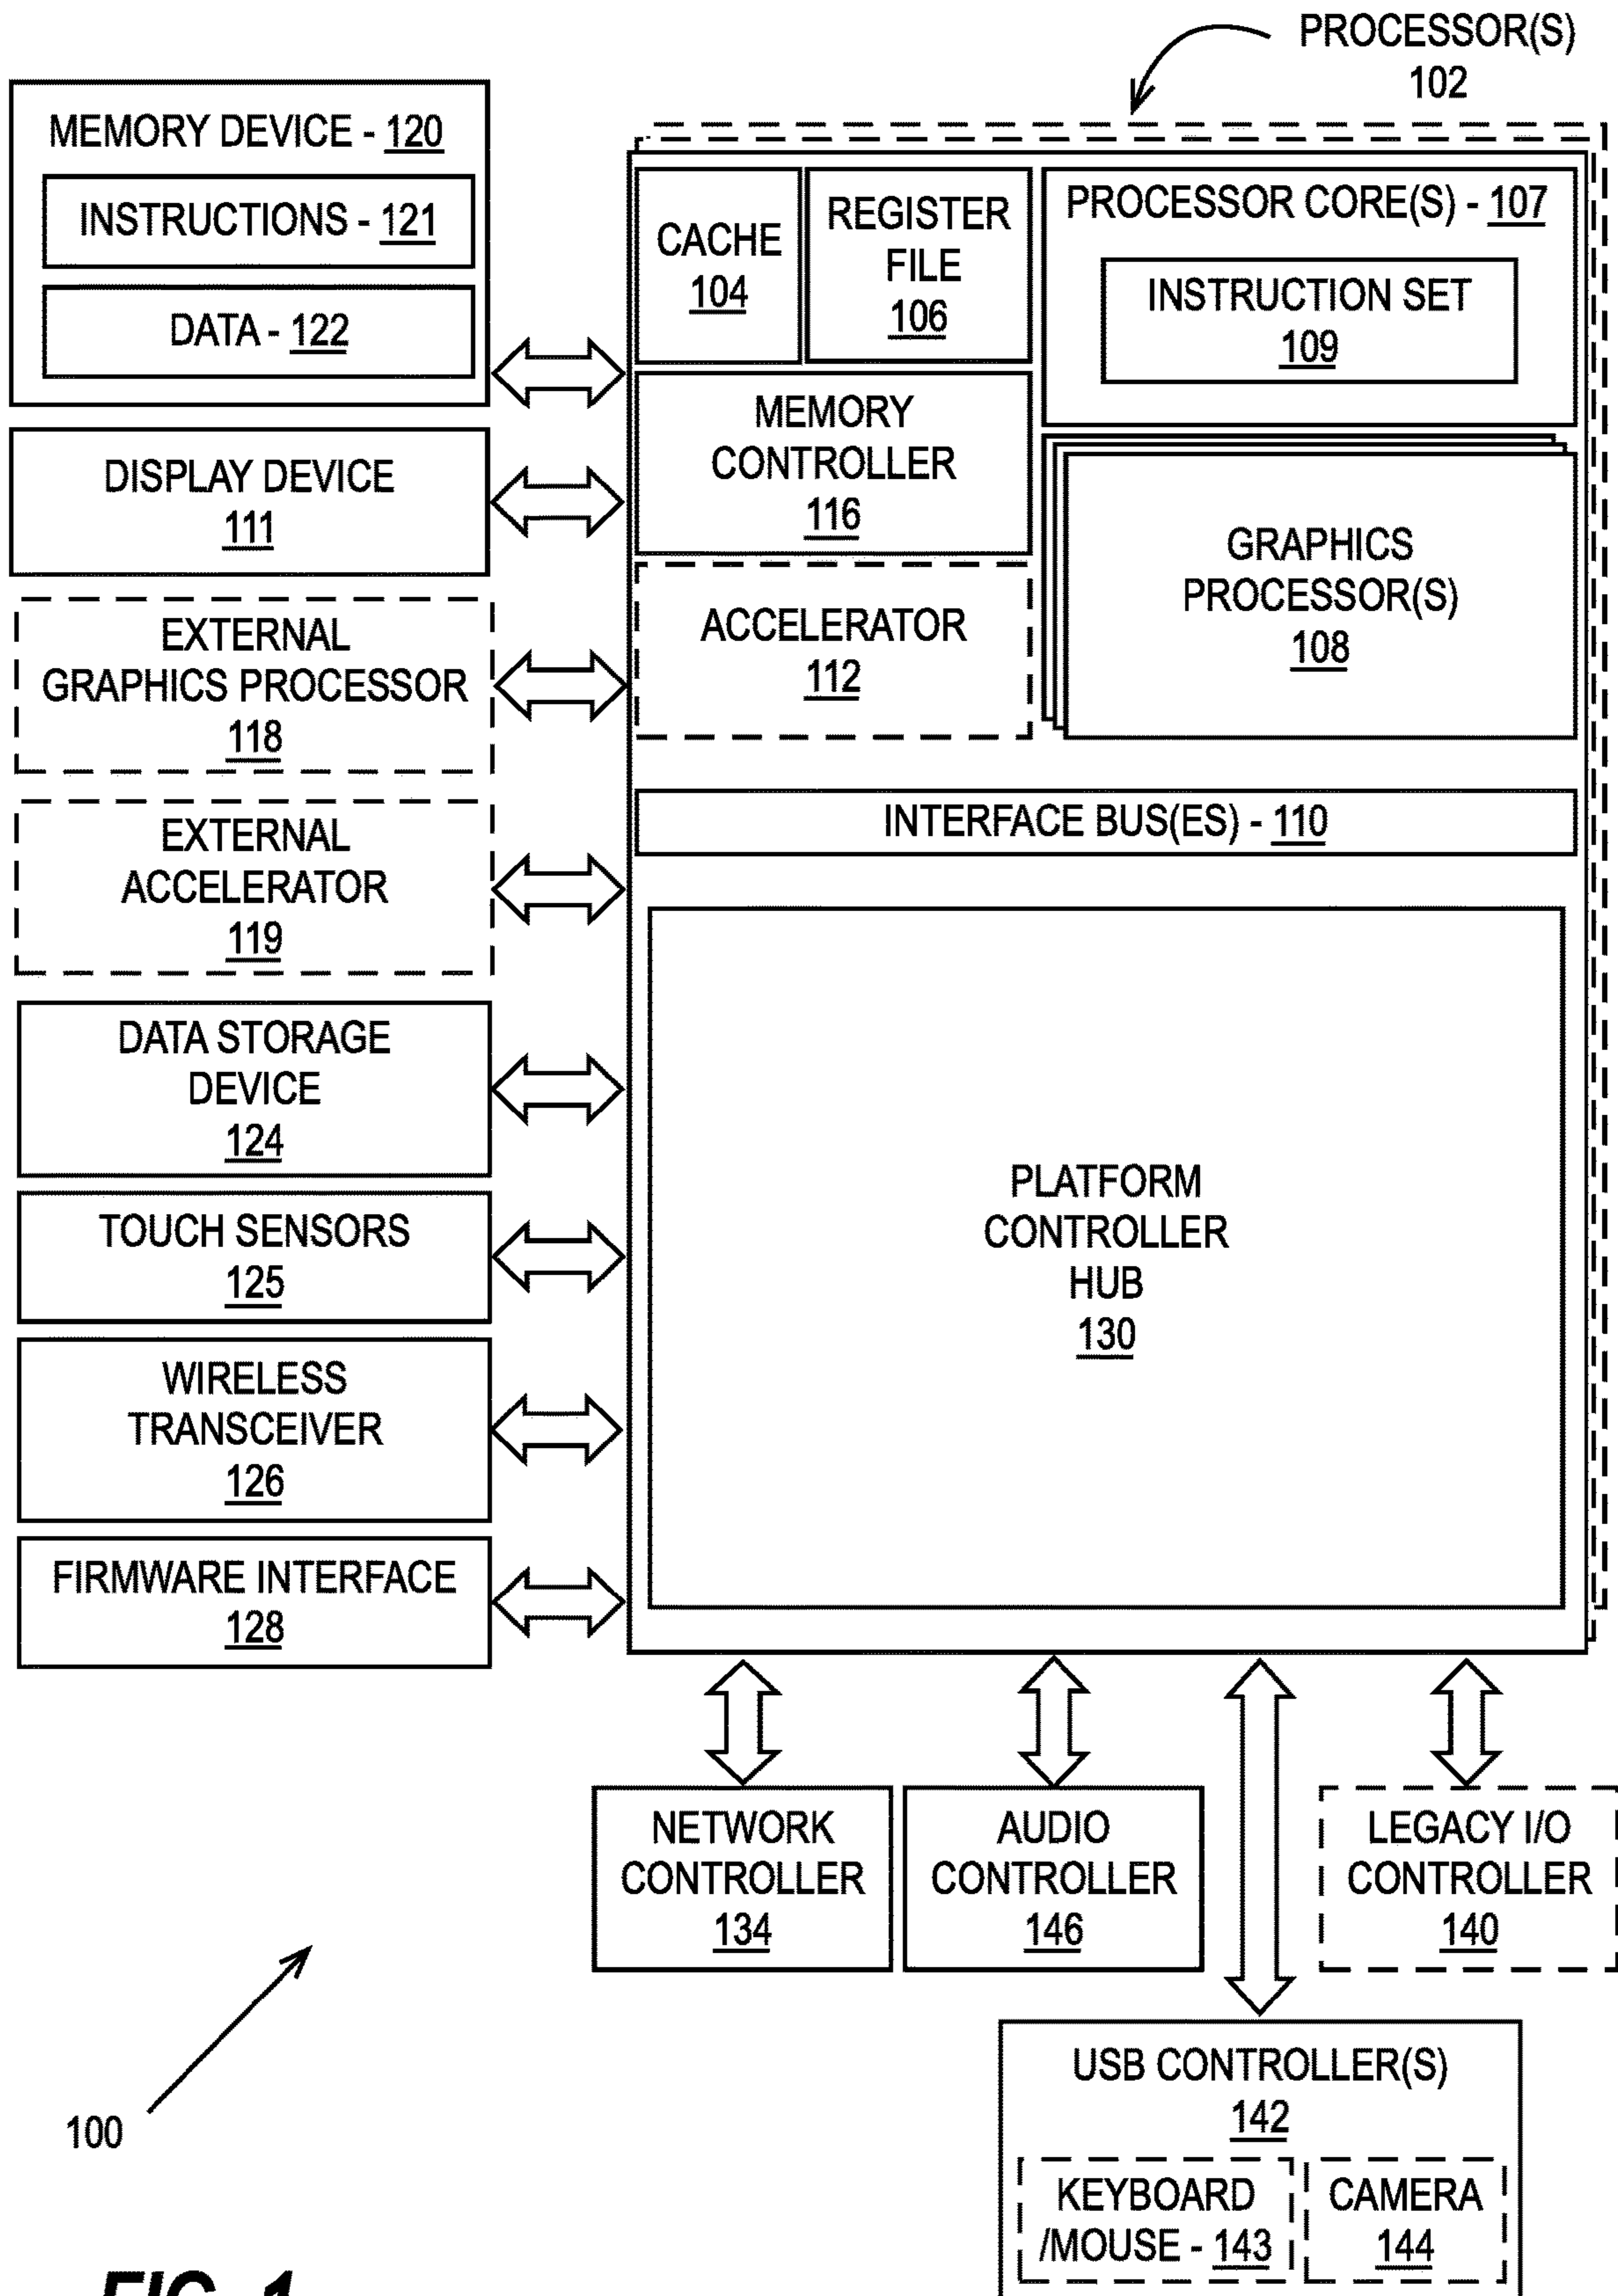 PROCESSOR(S)
102
MEMORY DEVICE - 120
INSTRUCTIONS - 121
DATA - 122
DISPLAY DEVICE
111
EXTERNAL
GRAPHICS PROCESSOR
118
EXTERNAL
ACCELERATOR
119
DATA STORAGE
DEVICE
124
TOUCH SENSORS
125
WIRELESS
TRANSCEIVER
126
FIRMWARE INTERFACE
128
CACHE
104
REGISTER
FILE
106
PROCESSOR CORE(S) - 107
INSTRUCTION SET
109
MEMORY
CONTROLLER
116
GRAPHICS
PROCESSOR(S)
108
ACCELERATOR
112
INTERFACE BUS(ES) - 110
PLATFORM
CONTROLLER
HUB
130
NETWORK
CONTROLLER
134
AUDIO
CONTROLLER
146
LEGACY I/O
CONTROLLER
140
USB CONTROLLER(S)
142
KEYBOARD
/MOUSE - 143
CAMERA
144
100
FIG. 1